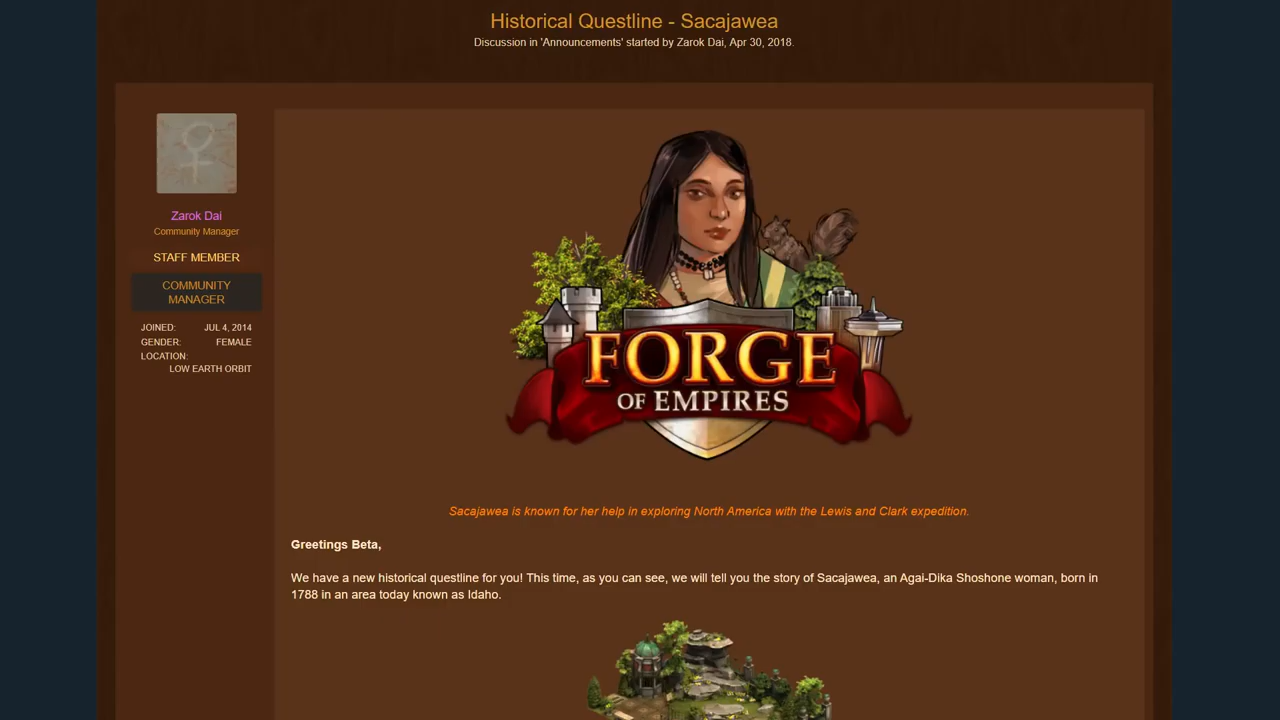 Historical Questline - Sacajawea
Discussion in 'Announcements' started by Zarok Dai, Apr 30, 2018.
Zarok Dai
Community Manager
STAFF MEMBER
COMMUNITY
MANAGER
JOINED: JUL 4, 2014
GENDER: FEMALE
LOCATION:
LOW EARTH ORBIT
FORGE
OF EMPIRES
Sacajawea is known for her help in exploring North America with the Lewis and Clark expedition.
Greetings Beta,
We have a new historical questline for you! This time, as you can see, we will tell you the story of Sacajawea, an Agai-Dika Shoshone woman, born in
1788 in an area today known as Idaho.